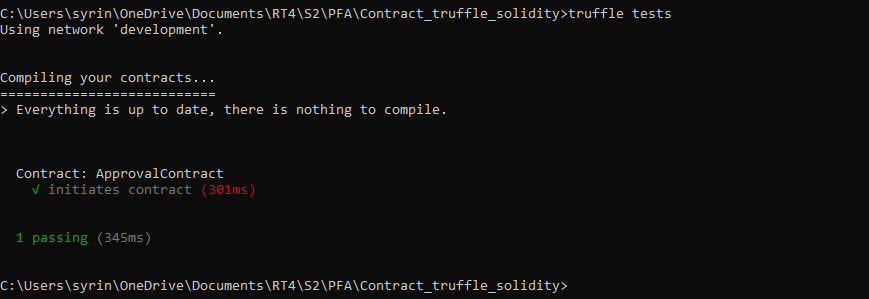 C:\Users\syrin\OneDrive\Documents\RT4\S2\PFA\Contract_truffle_solidity>truffle tests
Using network 'development'.
Compiling your contracts...
===========================
> Everything is up to date, there is nothing to compile.
Contract: ApprovalContract
√ initiates contract (301ms)
1 passing (345ms)
C:\Users\syrin\OneDrive\Documents\RT4\S2\PFA\Contract_truffle_solidity>